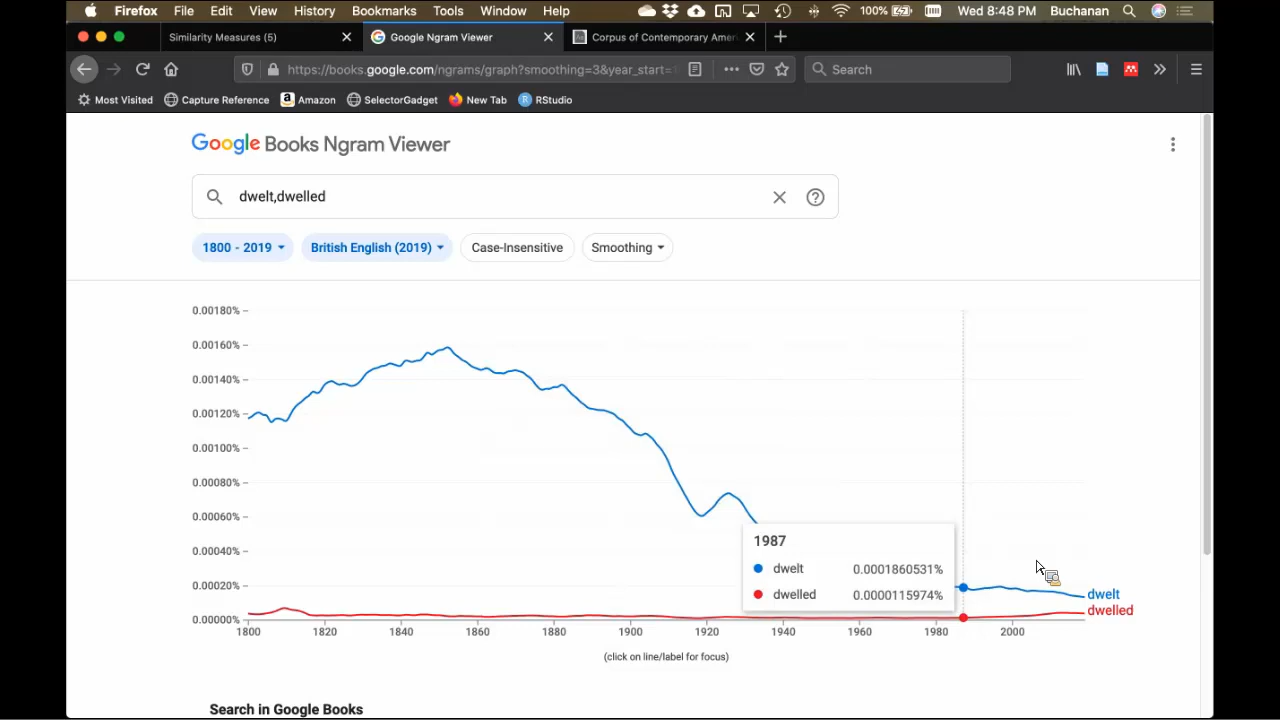 Firefox File Edit View History Bookmarks Tools Window Help 100% Wed 8:48 PM Buchanan
Similarity Measures (5) Google Ngram Viewer Corpus of Contemporary Ameri
https://books.google.com/ngrams/graph?smoothing=3&year_start=1 Search
Most Visited Capture Reference Amazon SelectorGadget New Tab RStudio
Google Books Ngram Viewer
dwelt,dwelled
1800 - 2019 British English (2019) Case-Insensitive Smoothing
0.00180%
0.00160%
0.00140%
0.00120%
0.00100%
0.00080%
0.00060%
0.00040%
0.00020%
0.00000%
1987
dwelt 0.0001860531%
dwelled 0.0000115974%
dwelt
dwelled
1800 1820 1840 1860 1880 1900 1920 1940 1960 1980 2000
(click on line/label for focus)
Search in Google Books